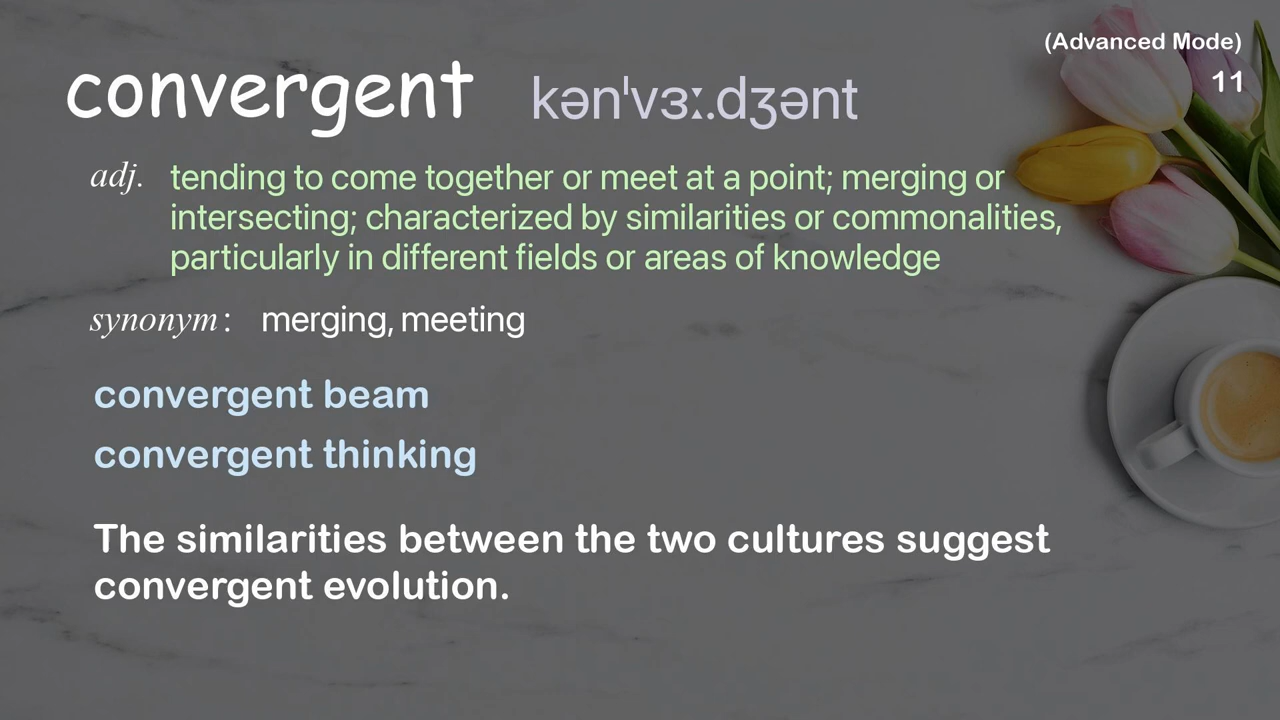 (Advanced Mode)
11
convergent kənˈvɜː.dʒənt
adj. tending to come together or meet at a point; merging or
intersecting; characterized by similarities or commonalities,
particularly in different fields or areas of knowledge
synonym: merging, meeting
convergent beam
convergent thinking
The similarities between the two cultures suggest
convergent evolution.